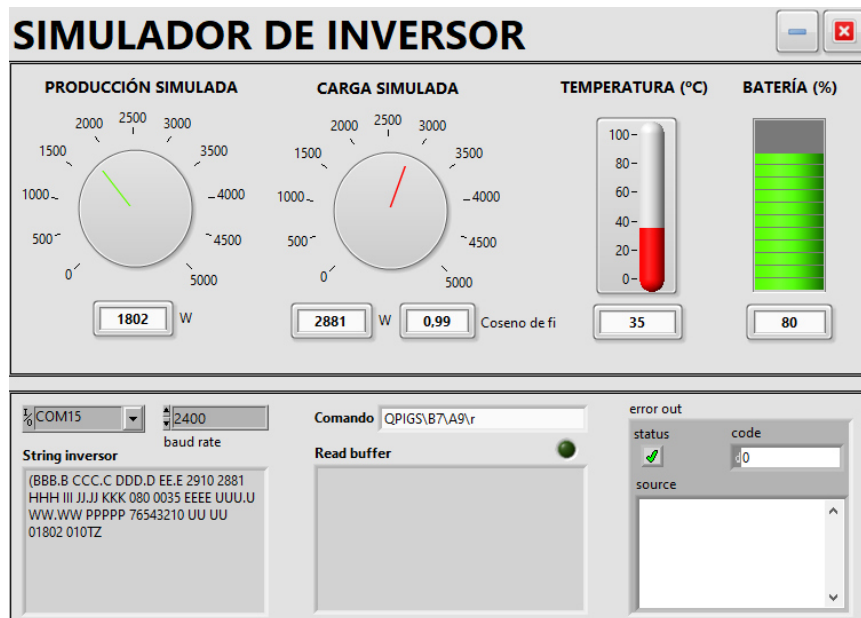 SIMULADOR DE INVERSOR
PRODUCCIÓN SIMULADA
0
500
1000
1500
2000
2500
3000
3500
4000
4500
5000
1802 W
CARGA SIMULADA
0
500
1000
1500
2000
2500
3000
3500
4000
4500
5000
2881 W 0,99 Coseno de fi
TEMPERATURA (ºC)
100
80
60
40
20
0
35
BATERÍA (%)
80
COM15
2400
baud rate
String inversor
(BBB.B CCC.C DDD.D EE.E 2910 2881
HHH III JJ.JJ KKK 080 0035 EEEE UUU.U
WW.WW PPPPP 76543210 UU UU
01802 010TZ
Comando QPIGS\B7\A9\r
Read buffer
error out
status
code
d 0
source